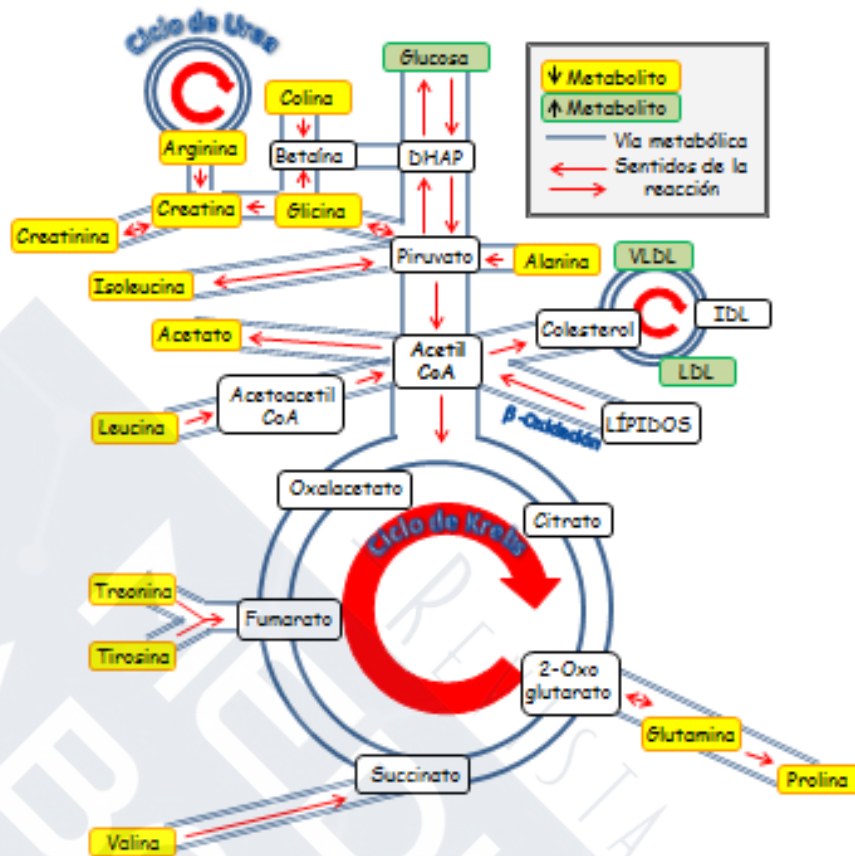 Ciclo de Urea
Glucosa
↓ Metabolito
↑ Metabolito
Vía metabólica
Sentidos de la
reacción
Colina
Arginina
Betaína
DHAP
Creatina
Glicina
Creatinina
Piruvato
Alanina
VLDL
Isoleucina
IDL
Colesterol
Acetato
Acetil
CoA
LDL
Acetoacetil
CoA
Leucina
LÍPIDOS
β-Oxidación
Oxalacetato
Ciclo de Krebs
Citrato
Treonina
Fumarato
Tirosina
2-Oxo
glutarato
Glutamina
Prolina
Succinato
Valina